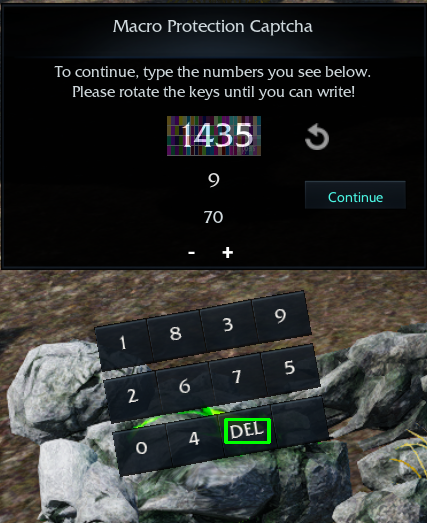 Macro Protection Captcha
To continue, type the numbers you see below.
Please rotate the keys until you can write!
1435
9
Continue
70
- +
1 8 3 9
2 6 7 5
0 4 DEL